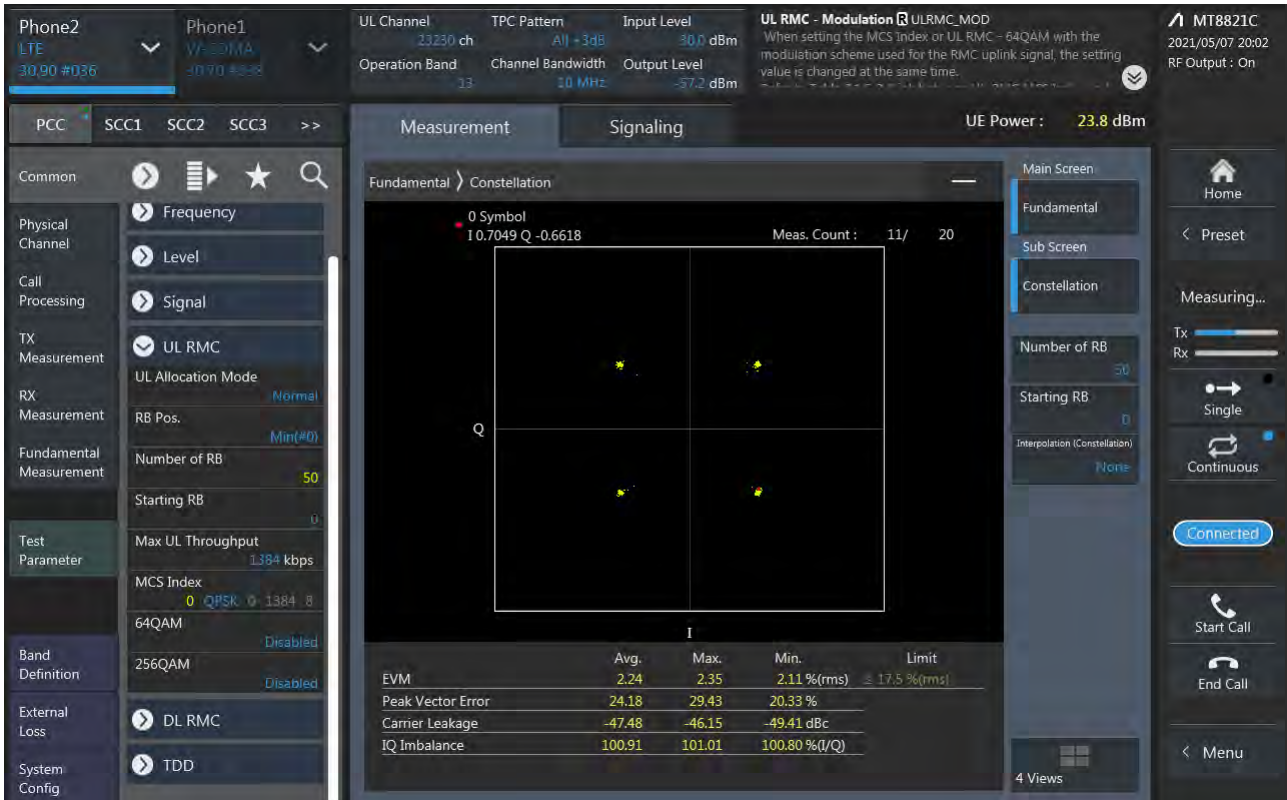 Phone2
LTE
30.90 #036
Phone1
W-CDMA
UL Channel
23230 ch
Operation Band
13
TPC Pattern
All +3dB
Channel Bandwidth
10 MHz
Input Level
30.0 dBm
Output Level
-57.2 dBm
UL RMC - Modulation R ULRMC_MOD
When setting the MCS Index or UL RMC - 64QAM with the
modulation scheme used for the RMC uplink signal, the setting
value is changed at the same time.
MT8821C
2021/05/07 20:02
RF Output : On
PCC SCC1 SCC2 SCC3 >>
Measurement
Signaling
UE Power : 23.8 dBm
Common
Physical
Channel
Call
Processing
TX
Measurement
RX
Measurement
Fundamental
Measurement
Test
Parameter
Band
Definition
External
Loss
System
Config
Frequency
Level
Signal
UL RMC
UL Allocation Mode
Normal
RB Pos.
Min(#0)
Number of RB
50
Starting RB
0
Max UL Throughput
1384 kbps
MCS Index
0 QPSK 0 1384 8
64QAM
Disabled
256QAM
Disabled
DL RMC
TDD
Fundamental 〉 Constellation
0 Symbol
I 0.7049 Q -0.6618
Meas. Count : 11/ 20
Q
I
Avg. Max. Min. Limit
EVM 2.24 2.35 2.11 %(rms) ≤ 17.5 %(rms)
Peak Vector Error 24.18 29.43 20.33 %
Carrier Leakage -47.48 -46.15 -49.41 dBc
IQ Imbalance 100.91 101.01 100.80 %(I/Q)
Main Screen
Fundamental
Sub Screen
Constellation
Number of RB
50
Starting RB
0
Interpolation (Constellation)
None
4 Views
Home
< Preset
Measuring...
Tx
Rx
Single
Continuous
Connected
Start Call
End Call
< Menu